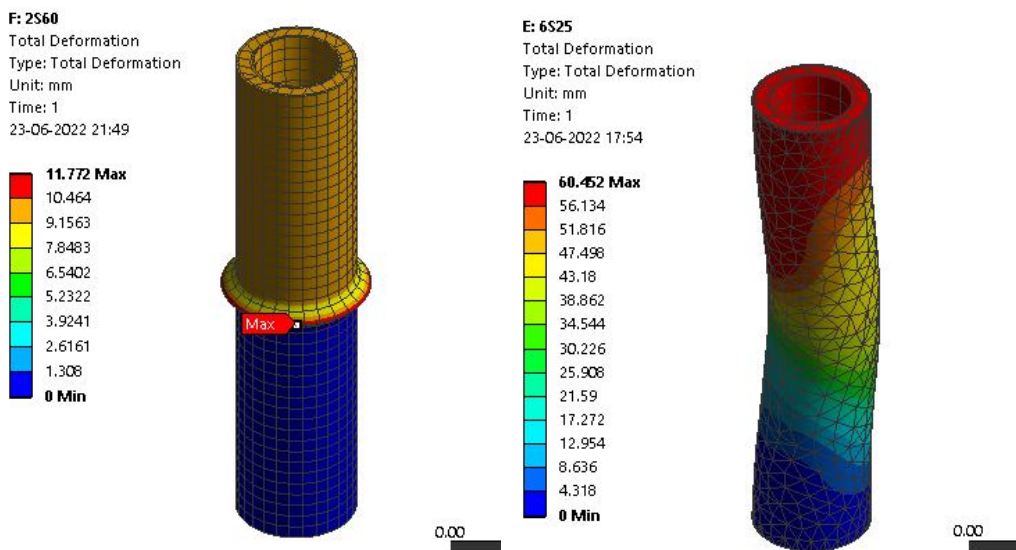 F: 2S60
Total Deformation
Type: Total Deformation
Unit: mm
Time: 1
23-06-2022 21:49
11.772 Max
10.464
9.1563
7.8483
6.5402
5.2322
3.9241
2.6161
1.308
0 Min
Max
0.00
E: 6S25
Total Deformation
Type: Total Deformation
Unit: mm
Time: 1
23-06-2022 17:54
60.452 Max
56.134
51.816
47.498
43.18
38.862
34.544
30.226
25.908
21.59
17.272
12.954
8.636
4.318
0 Min
0.00